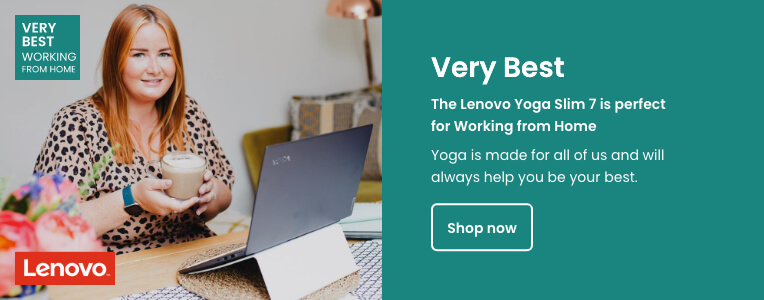 VERY
BEST
WORKING
FROM HOME
Lenovo
Very Best
The Lenovo Yoga Slim 7 is perfect
for Working from Home
Yoga is made for all of us and will
always help you be your best.
Shop now